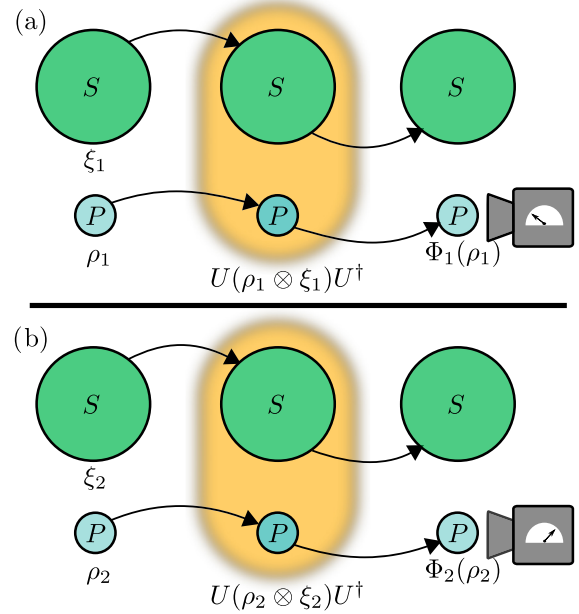 (a)
S S S
ξ₁
P P P
ρ₁
Φ₁(ρ₁)
U(ρ₁ ⊗ ξ₁)U†
(b)
S S S
ξ₂
P P P
ρ₂
Φ₂(ρ₂)
U(ρ₂ ⊗ ξ₂)U†